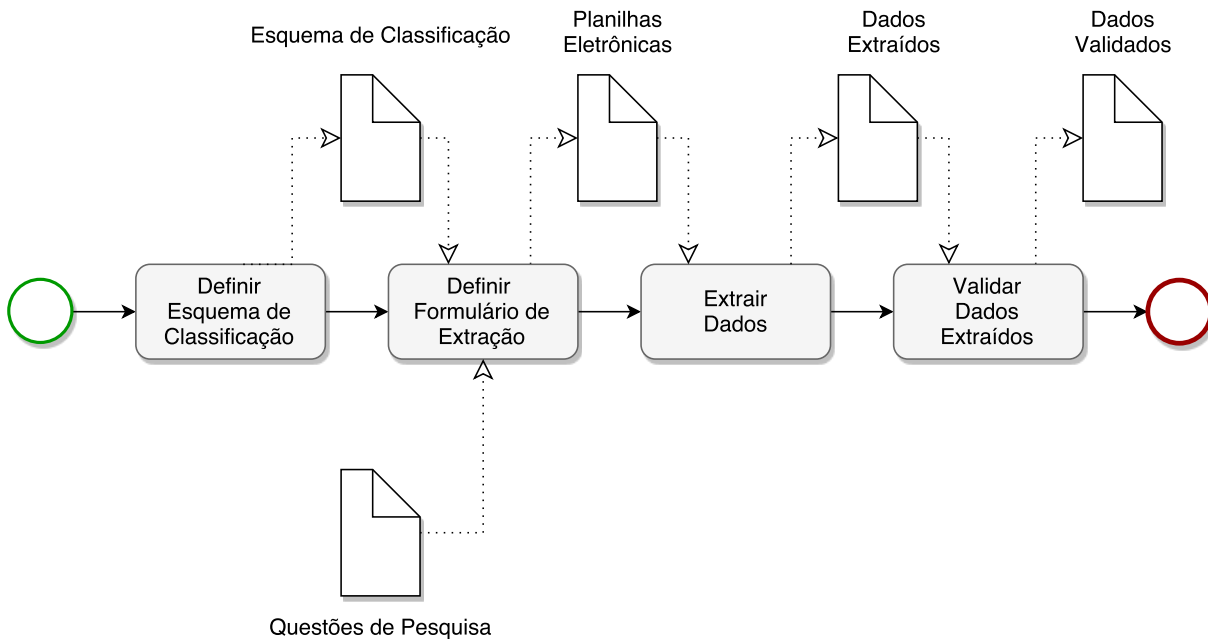 Esquema de Classificação
Planilhas
Eletrônicas
Dados
Extraídos
Dados
Validados
Definir
Esquema de
Classificação
Definir
Formulário de
Extração
Extrair
Dados
Validar
Dados
Extraídos
Questões de Pesquisa